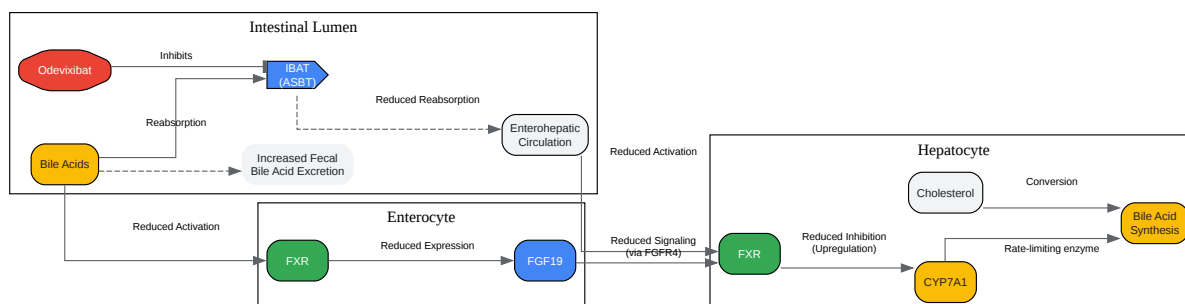 Intestinal Lumen
Odevixibat
Inhibits
IBAT
(ASBT)
Reduced Reabsorption
Reabsorption
Enterohepatic
Circulation
Bile Acids
Increased Fecal
Bile Acid Excretion
Reduced Activation
Hepatocyte
Cholesterol
Conversion
Bile Acid
Synthesis
Enterocyte
Reduced Activation
FXR
Reduced Expression
FGF19
Reduced Signaling
(via FGFR4)
FXR
Reduced Inhibition
(Upregulation)
Rate-limiting enzyme
CYP7A1